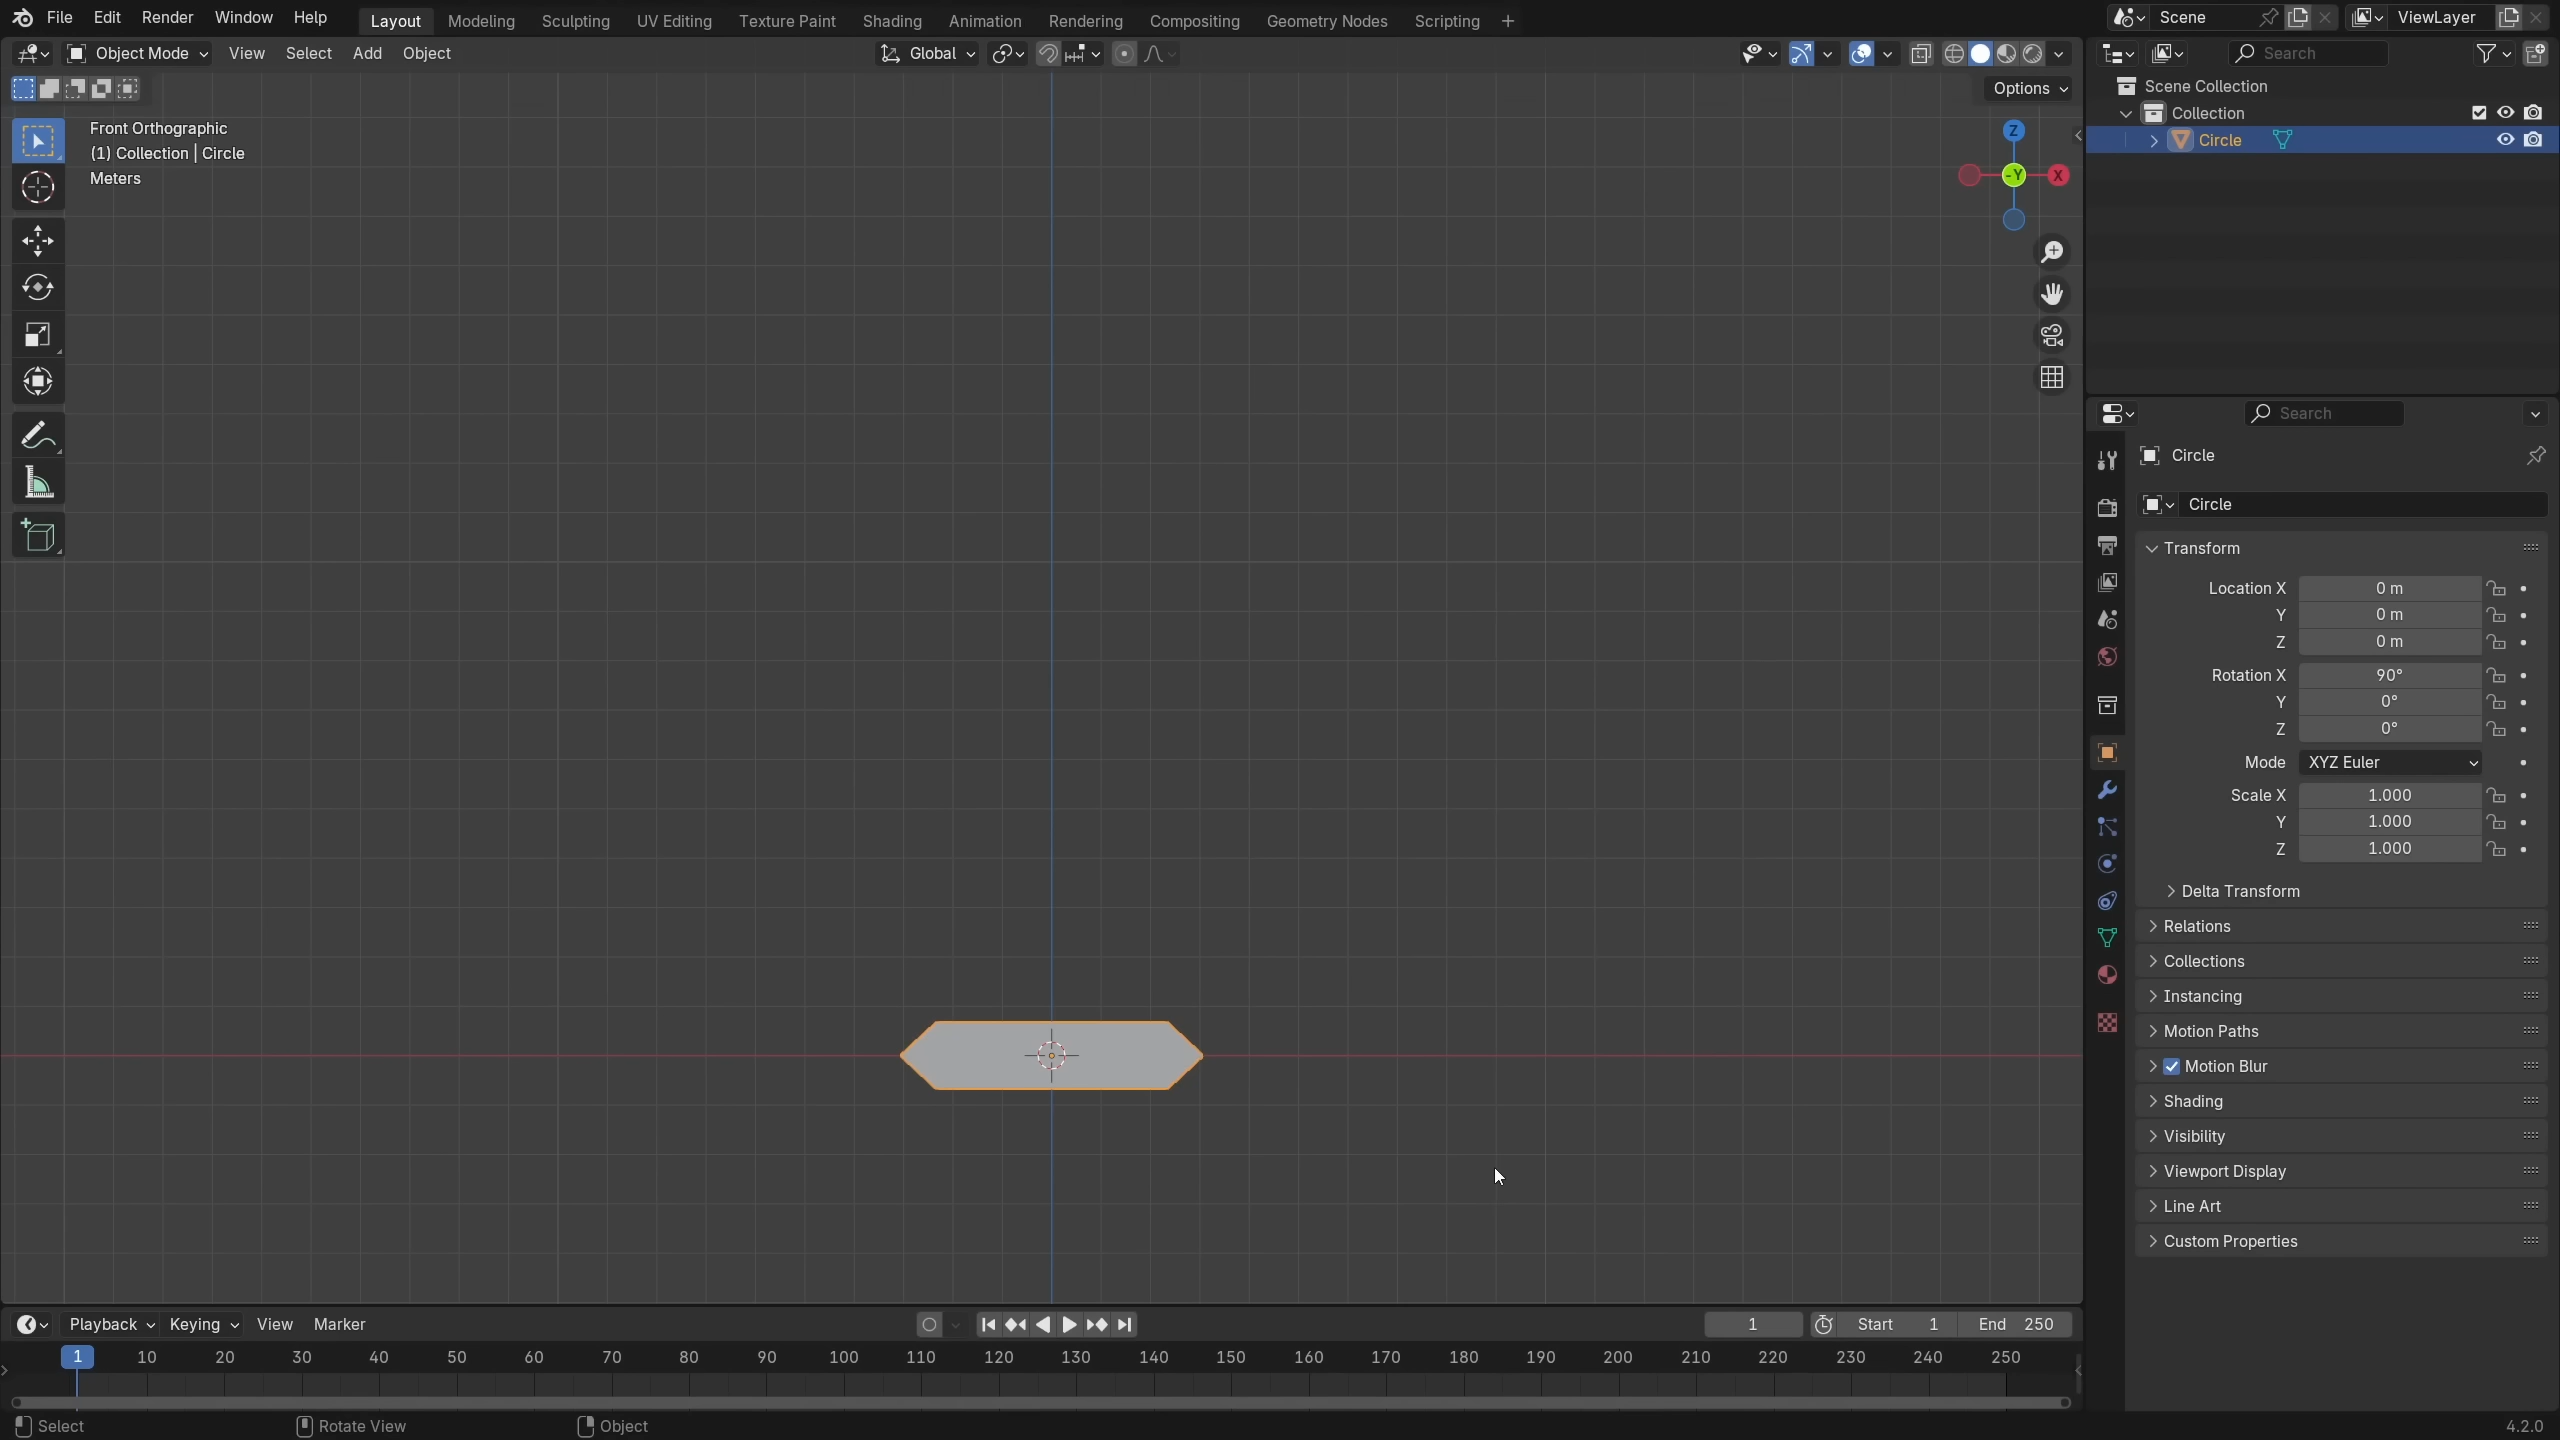 File Edit Render Window Help Layout Modeling Sculpting UV Editing Texture Paint Shading Animation Rendering Compositing Geometry Nodes Scripting + Scene ViewLayer
Object Mode View Select Add Object Global Search
Options
Front Orthographic
(1) Collection | Circle
Meters
Z
-Y
X
Scene Collection
Collection
Circle
Search
Circle
Circle
Transform
Location X 0 m
Y 0 m
Z 0 m
Rotation X 90°
Y 0°
Z 0°
Mode XYZ Euler
Scale X 1.000
Y 1.000
Z 1.000
Delta Transform
Relations
Collections
Instancing
Motion Paths
Motion Blur
Shading
Visibility
Viewport Display
Line Art
Custom Properties
Playback Keying View Marker 1 Start 1 End 250
1 10 20 30 40 50 60 70 80 90 100 110 120 130 140 150 160 170 180 190 200 210 220 230 240 250
Select Rotate View Object 4.2.0